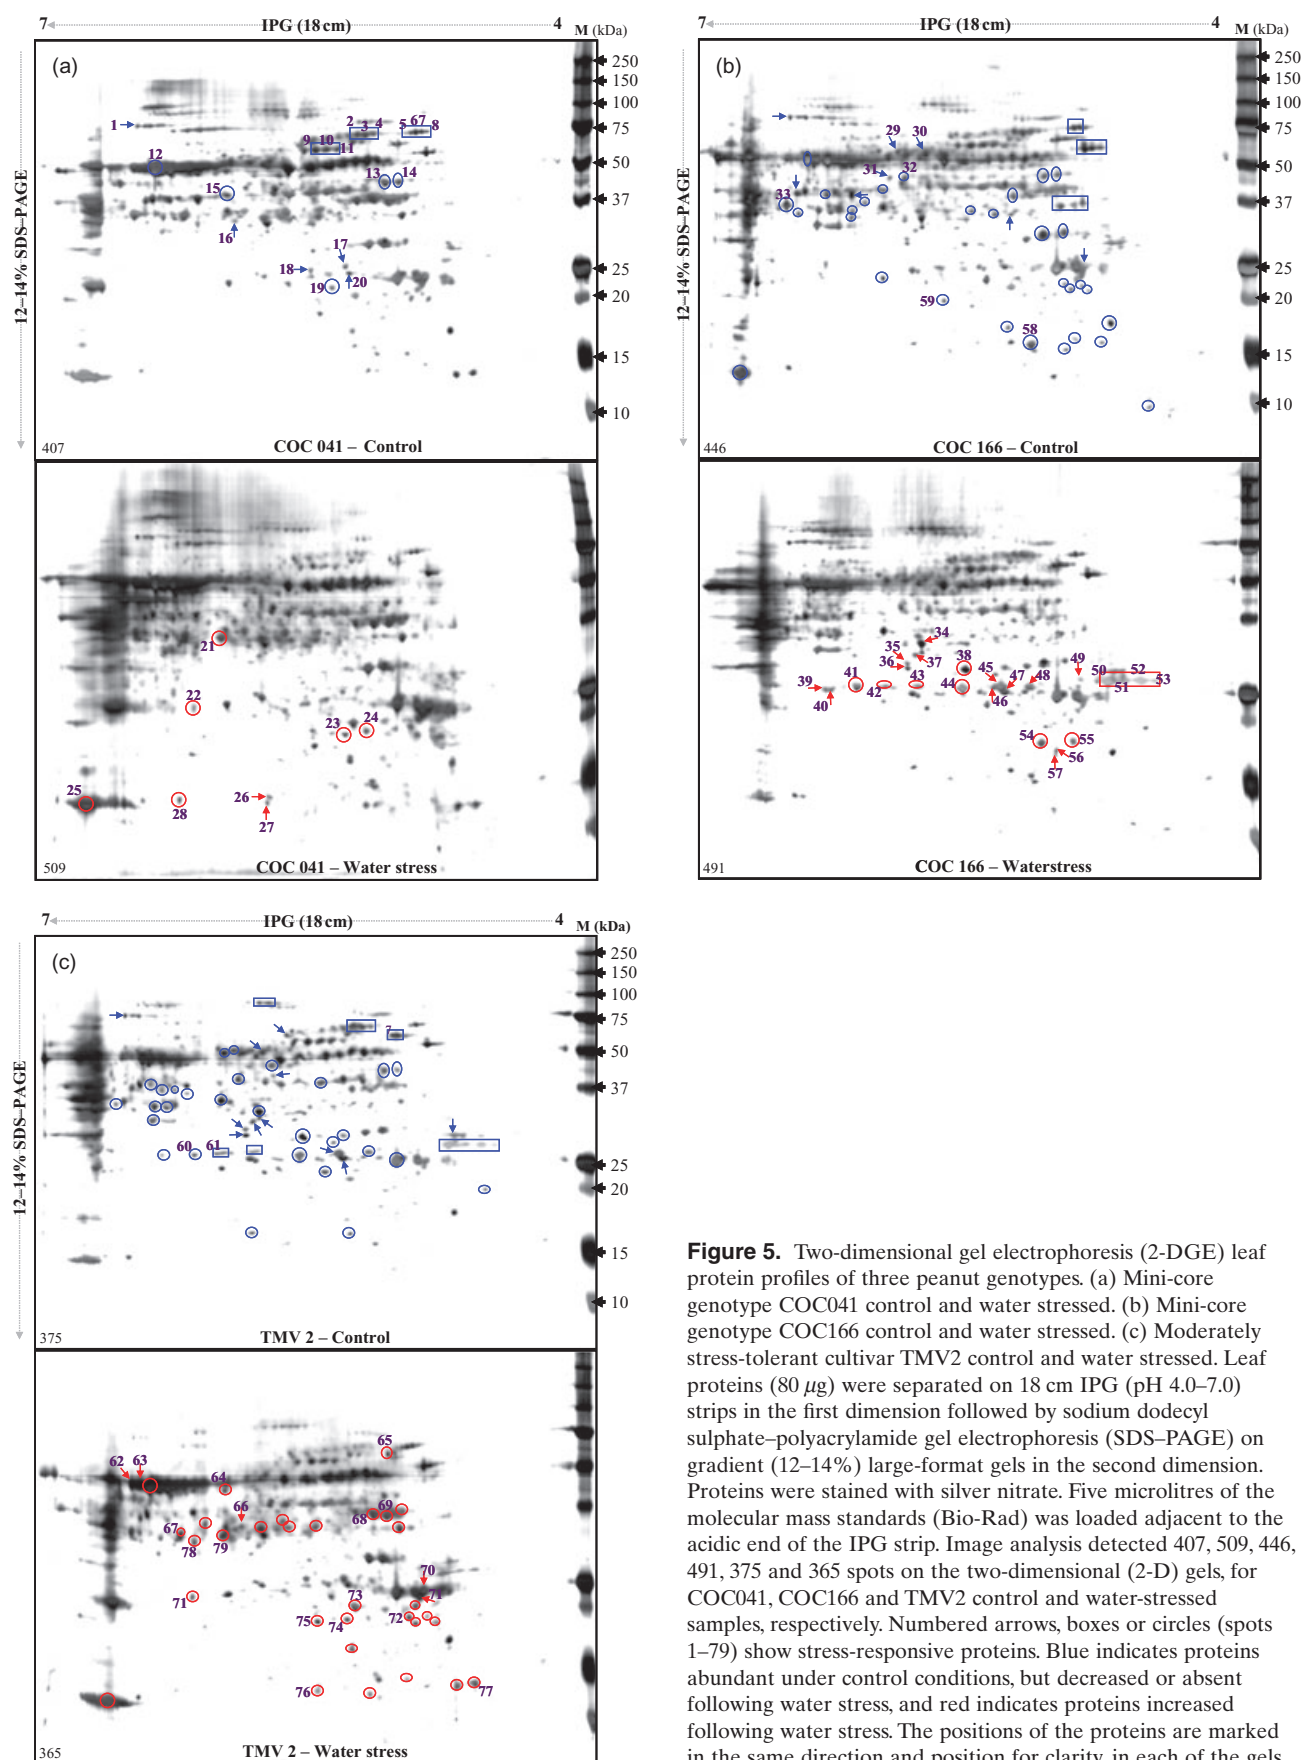 7 IPG (18 cm) 4 M (kDa)
(a)
250
150
100
75
50
37
25
20
15
10
12–14% SDS–PAGE
1
2 3 4 5 6 7 8
9 10 11
12
13 14
15
16
17
18
19 20
407 COC 041 – Control
21
22
23 24
25
26
27
28
509 COC 041 – Water stress
7 IPG (18 cm) 4 M (kDa)
(b)
250
150
100
75
50
37
25
20
15
10
12–14% SDS–PAGE
29 30
31 32
33
59
58
446 COC 166 – Control
34
35
36 37
38
39
40
41
42
43
44
45
46
47 48
49
50 52
51 53
54 55
56
57
491 COC 166 – Waterstress
7 IPG (18 cm) 4 M (kDa)
(c)
250
150
100
75
50
37
25
20
15
10
12–14% SDS–PAGE
7
60 61
375 TMV 2 – Control
62 63
64
65
66
67
68 69
78 79
70
71
71
72
73
74
75
76
77
365 TMV 2 – Water stress
Figure 5. Two-dimensional gel electrophoresis (2-DGE) leaf
protein profiles of three peanut genotypes. (a) Mini-core
genotype COC041 control and water stressed. (b) Mini-core
genotype COC166 control and water stressed. (c) Moderately
stress-tolerant cultivar TMV2 control and water stressed. Leaf
proteins (80 μg) were separated on 18 cm IPG (pH 4.0–7.0)
strips in the first dimension followed by sodium dodecyl
sulphate–polyacrylamide gel electrophoresis (SDS–PAGE) on
gradient (12–14%) large-format gels in the second dimension.
Proteins were stained with silver nitrate. Five microlitres of the
molecular mass standards (Bio-Rad) was loaded adjacent to the
acidic end of the IPG strip. Image analysis detected 407, 509, 446,
491, 375 and 365 spots on the two-dimensional (2-D) gels, for
COC041, COC166 and TMV2 control and water-stressed
samples, respectively. Numbered arrows, boxes or circles (spots
1–79) show stress-responsive proteins. Blue indicates proteins
abundant under control conditions, but decreased or absent
following water stress, and red indicates proteins increased
following water stress. The positions of the proteins are marked
in the same direction and position for clarity, in each of the gels